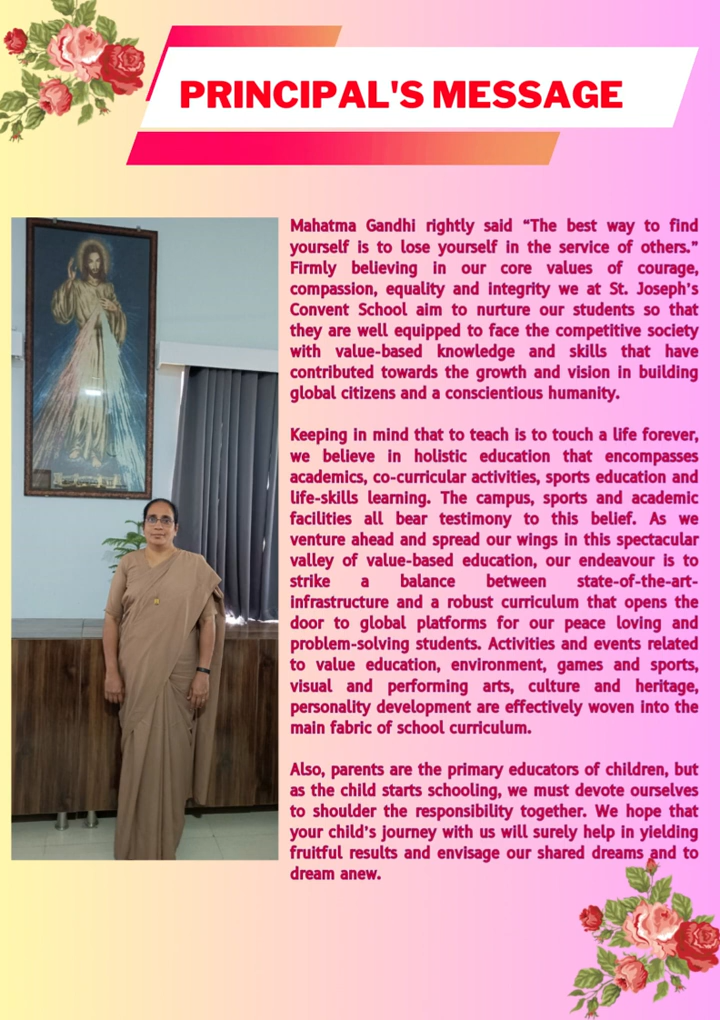 PRINCIPAL'S MESSAGE
Mahatma Gandhi rightly said “The best way to find
yourself is to lose yourself in the service of others.”
Firmly believing in our core values of courage,
compassion, equality and integrity we at St. Joseph's
Convent School aim to nurture our students so that
they are well equipped to face the competitive society
with value-based knowledge and skills that have
contributed towards the growth and vision in building
global citizens and a conscientious humanity.
Keeping in mind that to teach is to touch a life forever,
we believe in holistic education that encompasses
academics, co-curricular activities, sports education and
life-skills learning. The campus, sports and academic
facilities all bear testimony to this belief. As we
venture ahead and spread our wings in this spectacular
valley of value-based education, our endeavour is to
strike a balance between state-of-the-art-
infrastructure and a robust curriculum that opens the
door to global platforms for our peace loving and
problem-solving students. Activities and events related
to value education, environment, games and sports,
visual and performing arts, culture and heritage,
personality development are effectively woven into the
main fabric of school curriculum.
Also, parents are the primary educators of children, but
as the child starts schooling, we must devote ourselves
to shoulder the responsibility together. We hope that
your child's journey with us will surely help in yielding
fruitful results and envisage our shared dreams and to
dream anew.